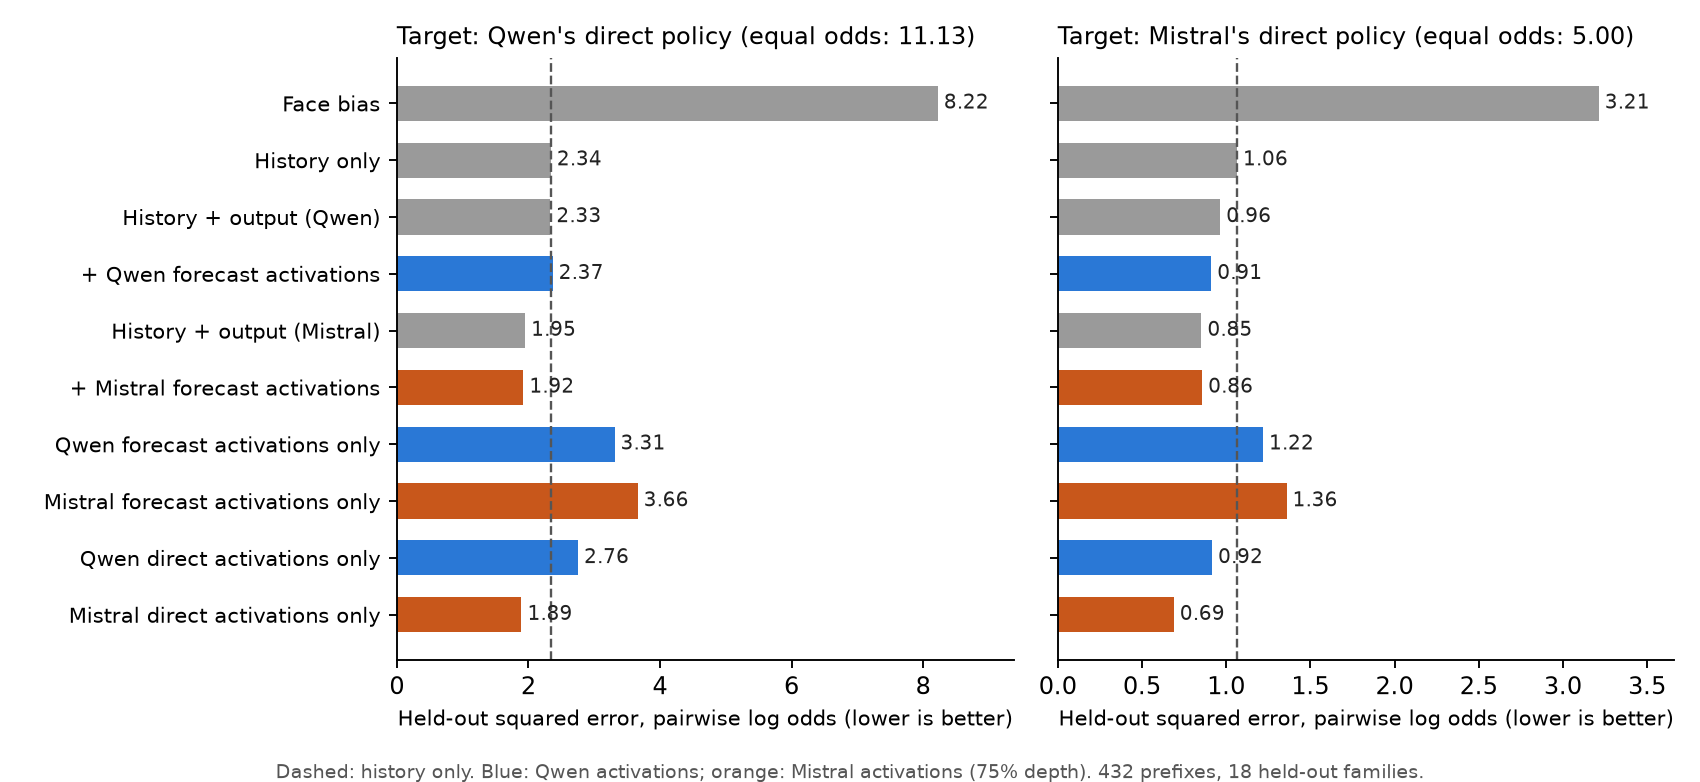 Target: Qwen's direct policy (equal odds: 11.13)
Target: Mistral's direct policy (equal odds: 5.00)
Face bias 8.22 3.21
History only 2.34 1.06
History + output (Qwen) 2.33 0.96
+ Qwen forecast activations 2.37 0.91
History + output (Mistral) 1.95 0.85
+ Mistral forecast activations 1.92 0.86
Qwen forecast activations only 3.31 1.22
Mistral forecast activations only 3.66 1.36
Qwen direct activations only 2.76 0.92
Mistral direct activations only 1.89 0.69
0 2 4 6 8
0.0 0.5 1.0 1.5 2.0 2.5 3.0 3.5
Held-out squared error, pairwise log odds (lower is better)
Held-out squared error, pairwise log odds (lower is better)
Dashed: history only. Blue: Qwen activations; orange: Mistral activations (75% depth). 432 prefixes, 18 held-out families.